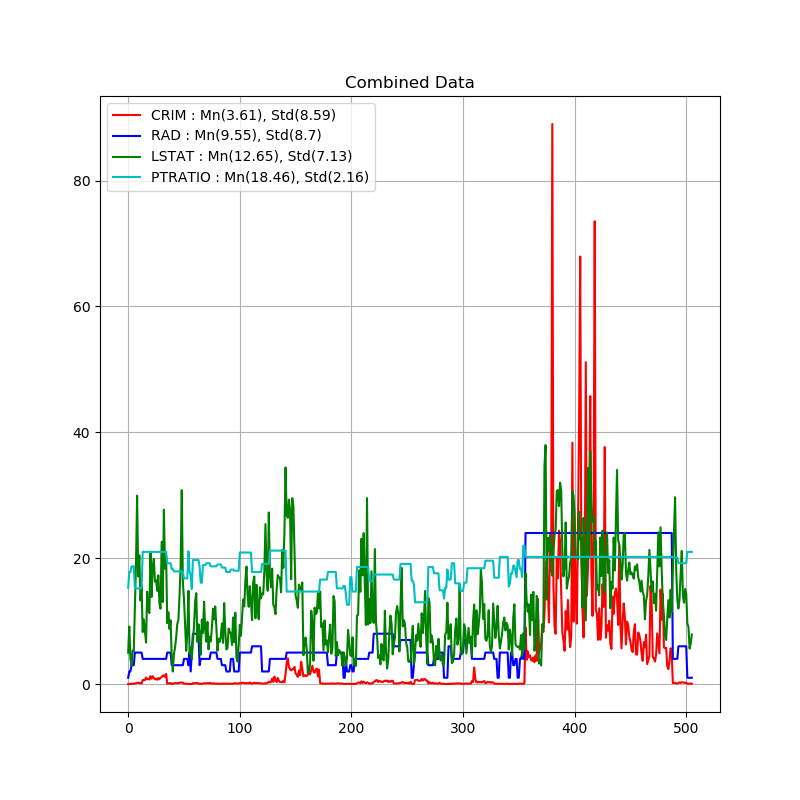 Combined Data
CRIM : Mn(3.61), Std(8.59)
RAD : Mn(9.55), Std(8.7)
LSTAT : Mn(12.65), Std(7.13)
PTRATIO : Mn(18.46), Std(2.16)
80
60
40
20
0
0 100 200 300 400 500